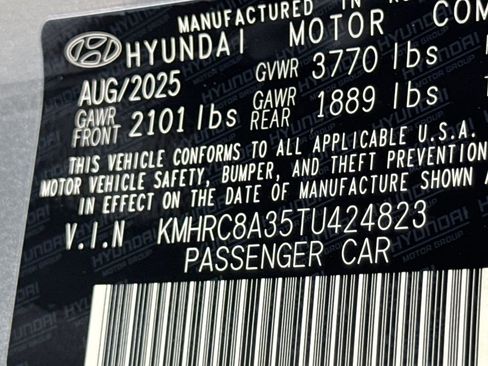 MANUFACTURED IN
HYUNDAI MOTOR COM
AUG/2025 GVWR 3770 lbs
GAWR FRONT 2101 lbs GAWR REAR 1889 lbs
THIS VEHICLE CONFORMS TO ALL APPLICABLE U.S.A.
MOTOR VEHICLE SAFETY, BUMPER, AND THEFT PREVENTION
IN EFFECT ON THE DATE OF MANUFACTURE SHOWN A
V.I.N KMHRC8A35TU424823
PASSENGER CAR